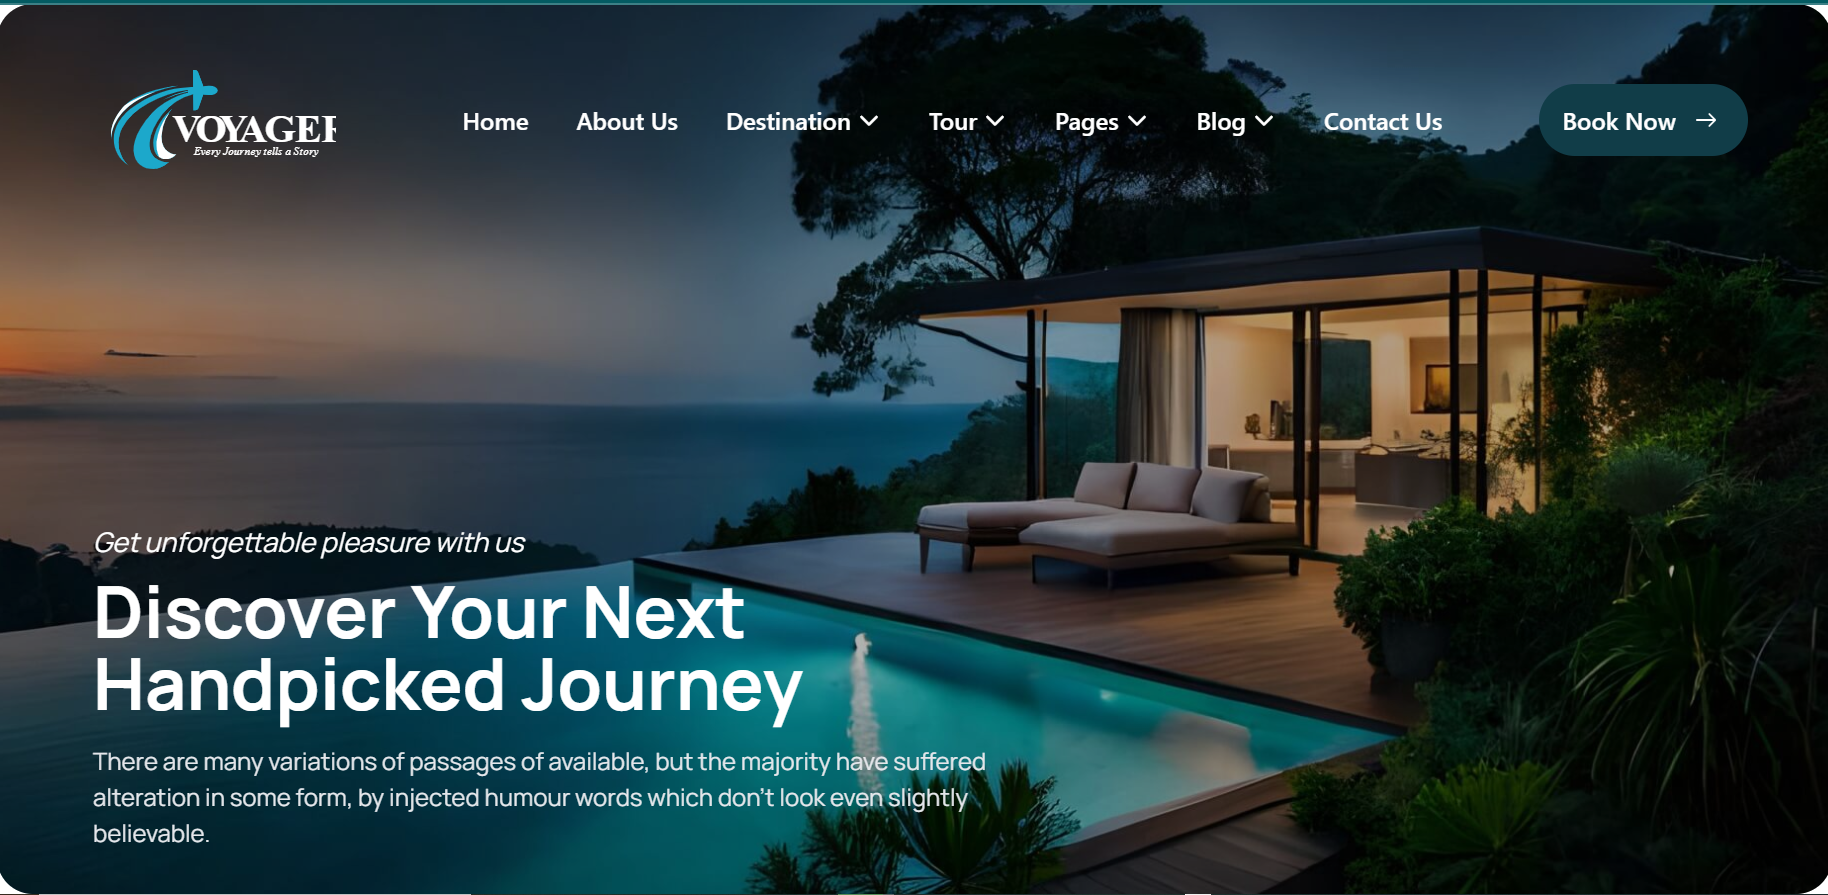 VOYAGER
Every Journey tells a Story
Home About Us Destination Tour Pages Blog Contact Us Book Now
Get unforgettable pleasure with us
Discover Your Next
Handpicked Journey
There are many variations of passages of available, but the majority have suffered
alteration in some form, by injected humour words which don't look even slightly
believable.